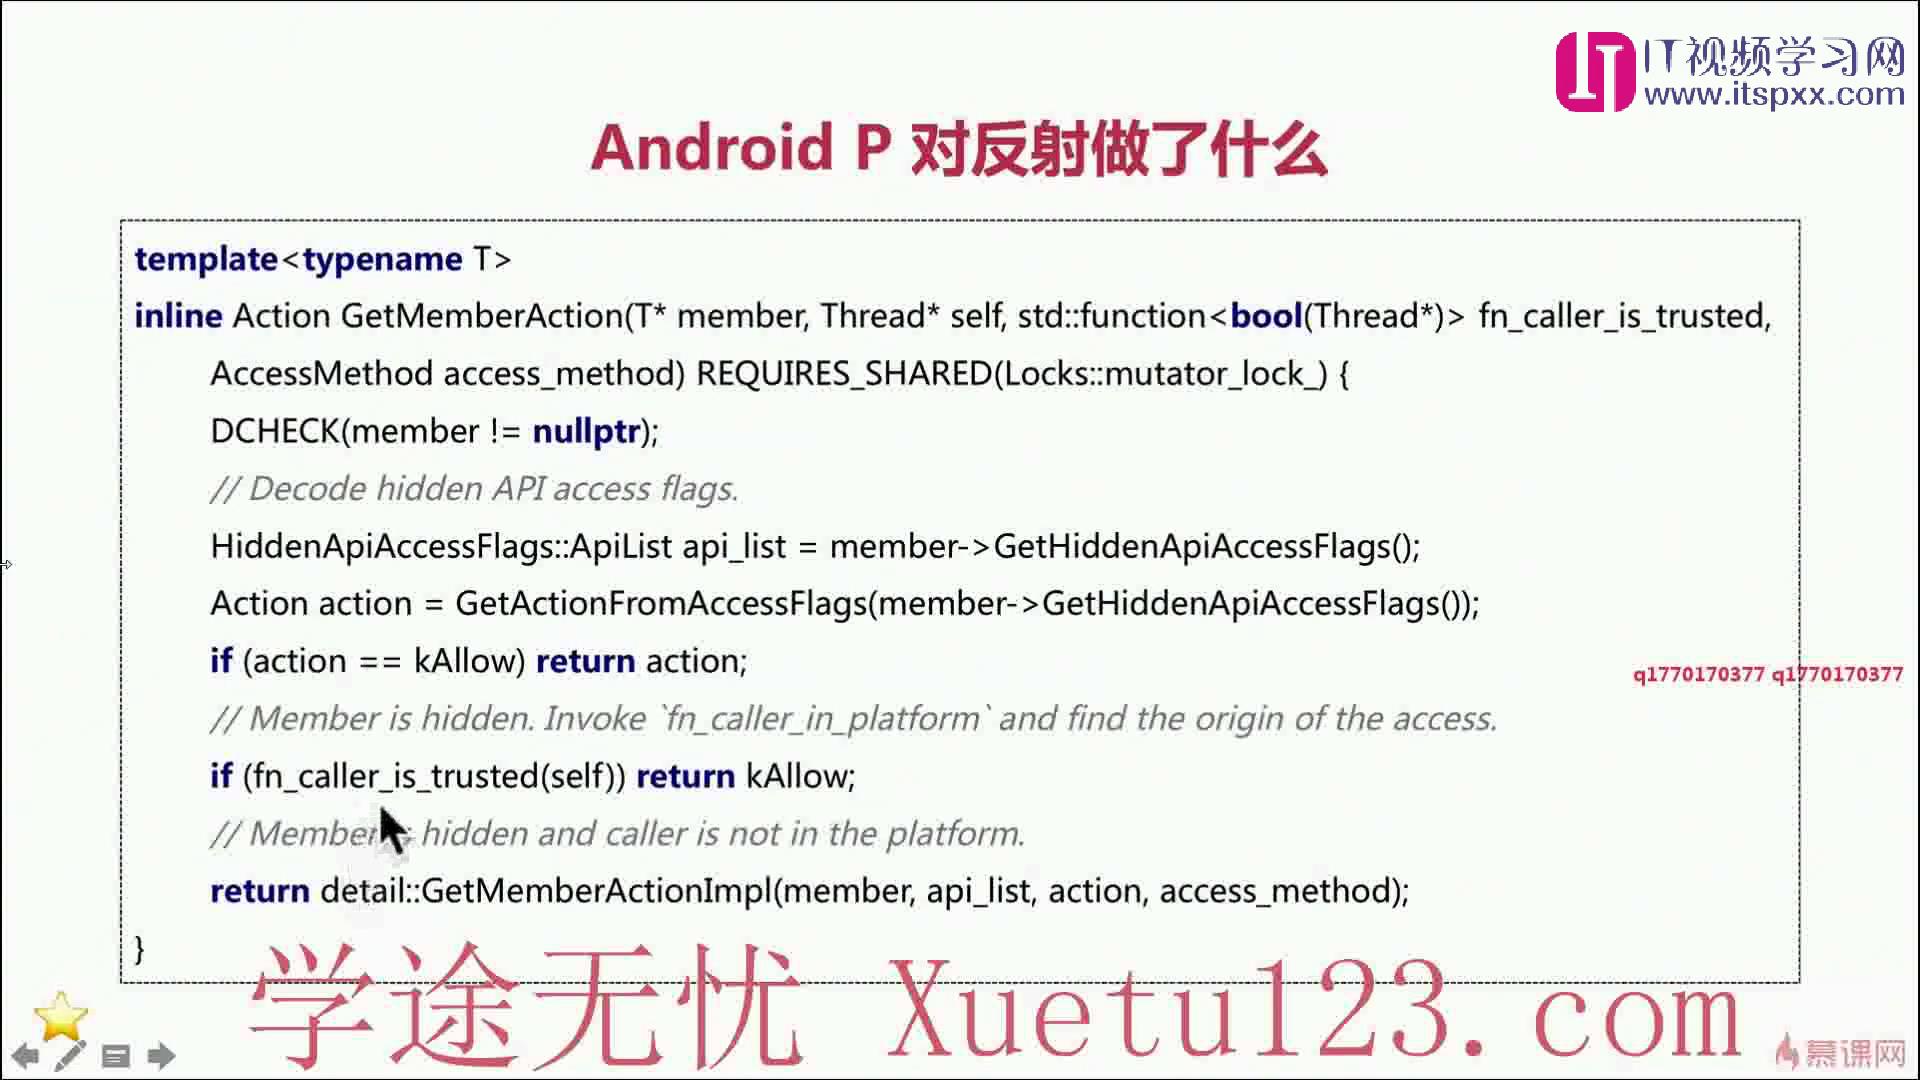 IT视频学习网
www.itspxx.com
Android P 对反射做了什么
template<typename T>
inline Action GetMemberAction(T* member, Thread* self, std::function<bool(Thread*)> fn_caller_is_trusted,
AccessMethod access_method) REQUIRES_SHARED(Locks::mutator_lock_) {
DCHECK(member != nullptr);
// Decode hidden API access flags.
HiddenApiAccessFlags::ApiList api_list = member->GetHiddenApiAccessFlags();
Action action = GetActionFromAccessFlags(member->GetHiddenApiAccessFlags());
if (action == kAllow) return action;
q1770170377 q1770170377
// Member is hidden. Invoke `fn_caller_in_platform` and find the origin of the access.
if (fn_caller_is_trusted(self)) return kAllow;
// Member hidden and caller is not in the platform.
return detail::GetMemberActionImpl(member, api_list, action, access_method);
}
学途无忧 Xuetu123.com
慕课网